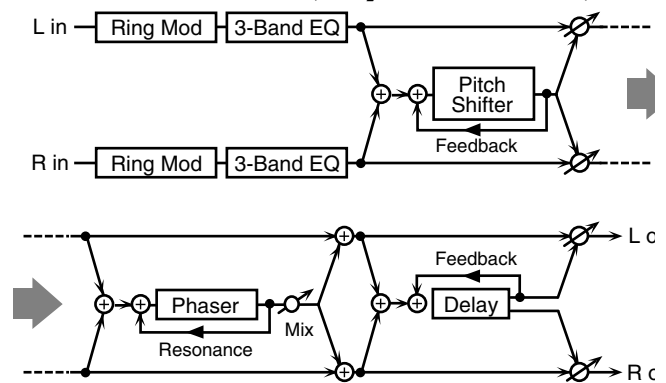 L in Ring Mod 3-Band EQ
+ + Pitch
Shifter
Feedback
R in Ring Mod 3-Band EQ
+ + L o
Feedback
+ + Phaser + + Delay
Mix
Resonance
+ R o